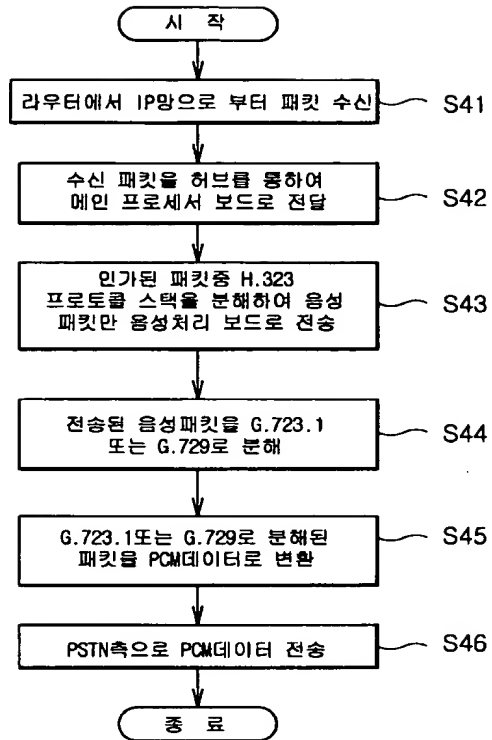 시 작
라우터에서 IP망으로 부터 패킷 수신
S41
수신 패킷을 허브를 통하여
메인 프로세서 보드로 전달
S42
인가된 패킷중 H.323
프로토콜 스택을 분해하여 음성
패킷만 음성처리 보드로 전송
S43
전송된 음성패킷을 G.723.1
또는 G.729로 분해
S44
G.723.1또는 G.729로 분해된
패킷을 PCM데이터로 변환
S45
PSTN측으로 PCM데이터 전송
S46
종 료